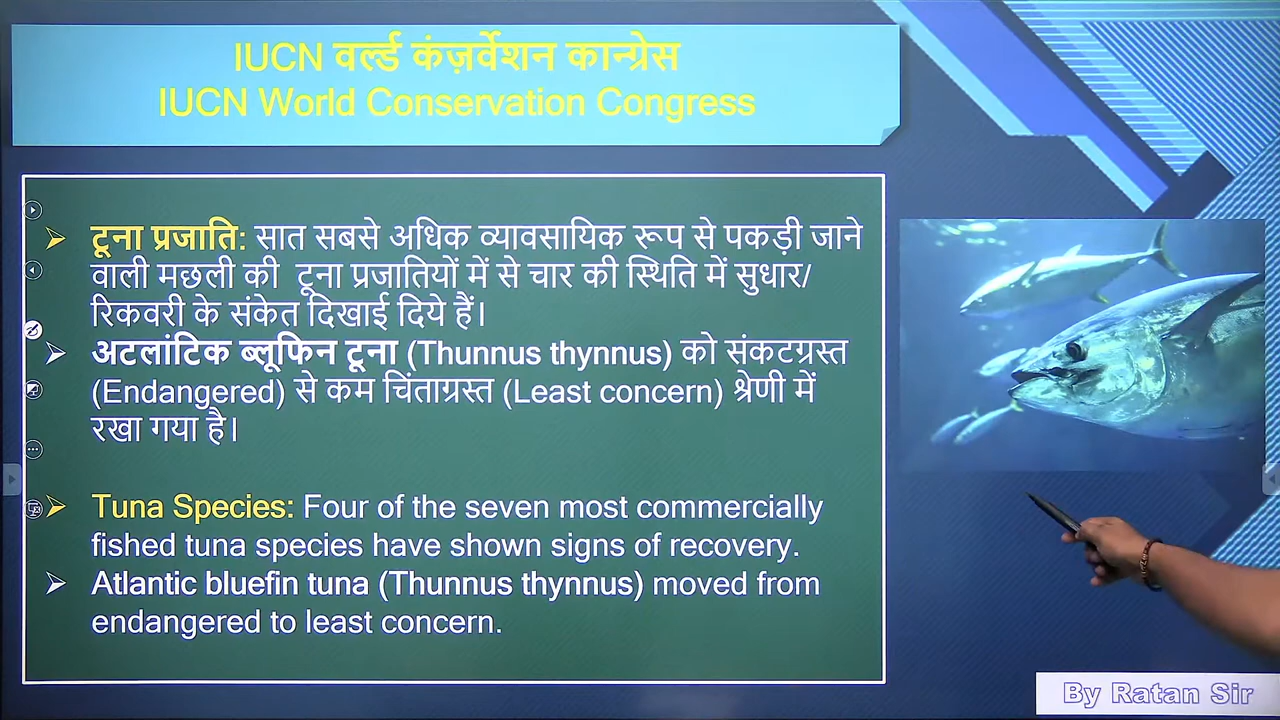 IUCN वर्ल्ड कंज़र्वेशन कान्ग्रेस
IUCN World Conservation Congress
टूना प्रजाति: सात सबसे अधिक व्यावसायिक रूप से पकड़ी जाने
वाली मछली की टूना प्रजातियों में से चार की स्थिति में सुधार/
रिकवरी के संकेत दिखाई दिये हैं।
अटलांटिक ब्लूफिन टूना (Thunnus thynnus) को संकटग्रस्त
(Endangered) से कम चिंताग्रस्त (Least concern) श्रेणी में
रखा गया है।
Tuna Species: Four of the seven most commercially
fished tuna species have shown signs of recovery.
Atlantic bluefin tuna (Thunnus thynnus) moved from
endangered to least concern.
By Ratan Sir